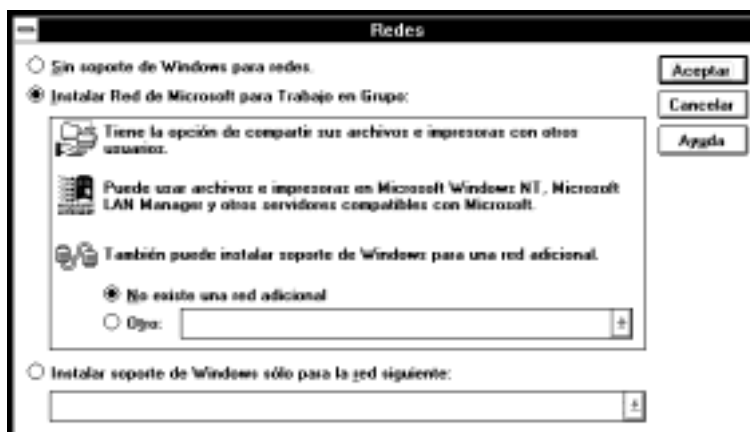 Redes
Sin soporte de Windows para redes.
Instalar Red de Microsoft para Trabajo en Grupo:
Aceptar
Cancelar
Ayuda
Tiene la opción de compartir sus archivos e impresoras con otros
usuarios.
Puede usar archivos e impresoras en Microsoft Windows NT, Microsoft
LAN Manager y otros servidores compatibles con Microsoft.
También puede instalar soporte de Windows para una red adicional.
No existe una red adicional
Otra:
Instalar soporte de Windows sólo para la red siguiente: